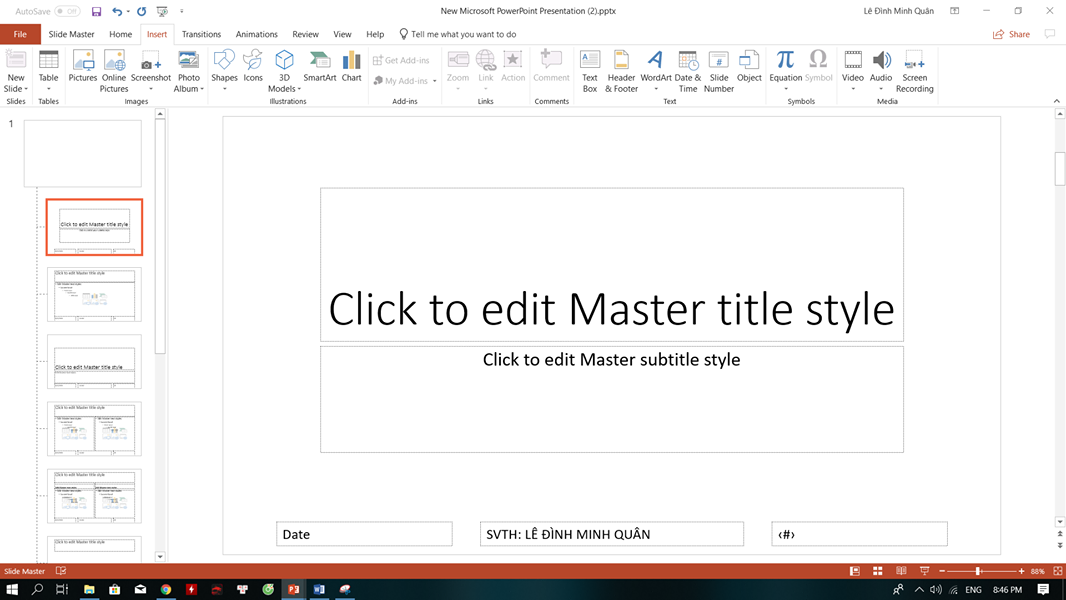 AutoSave Off New Microsoft PowerPoint Presentation (2).pptx Lê Đình Minh Quân
File Slide Master Home Insert Transitions Animations Review View Help Tell me what you want to do Share
New Slide Table Pictures Online Pictures Screenshot Photo Album Shapes Icons 3D Models SmartArt Chart Get Add-ins My Add-ins Zoom Link Action Comment Text Box Header & Footer WordArt Date & Time Slide Number Object Equation Symbol Video Audio Screen Recording
Slides Tables Images Illustrations Add-ins Links Comments Text Symbols Media
1
Click to edit Master title style
Click to edit Master title style
Click to edit Master title style
Click to edit Master title style
Click to edit Master title style
Click to edit Master title style
Click to edit Master title style
Click to edit Master subtitle style
Date SVTH: LÊ ĐÌNH MINH QUÂN ‹#›
Slide Master 88%
ENG 8:46 PM